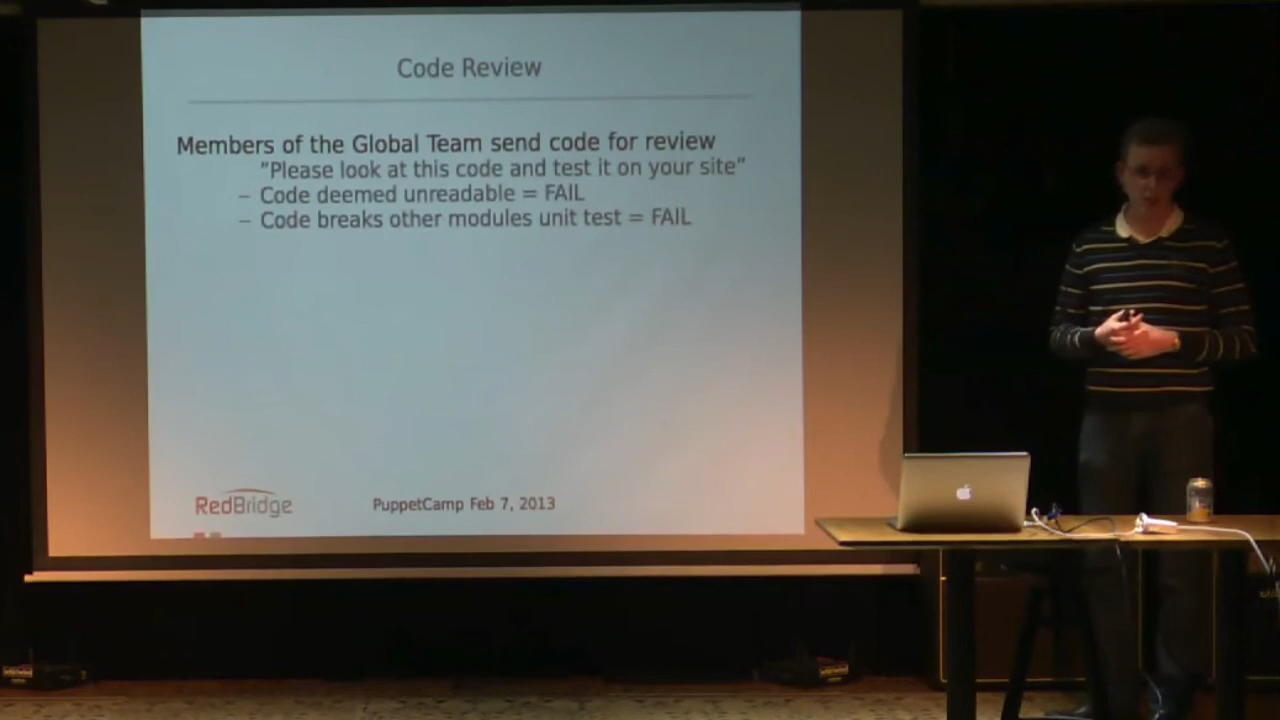 Code Review
Members of the Global Team send code for review
"Please look at this code and test it on your site"
– Code deemed unreadable = FAIL
– Code breaks other modules unit test = FAIL
RedBridge
PuppetCamp Feb 7, 2013